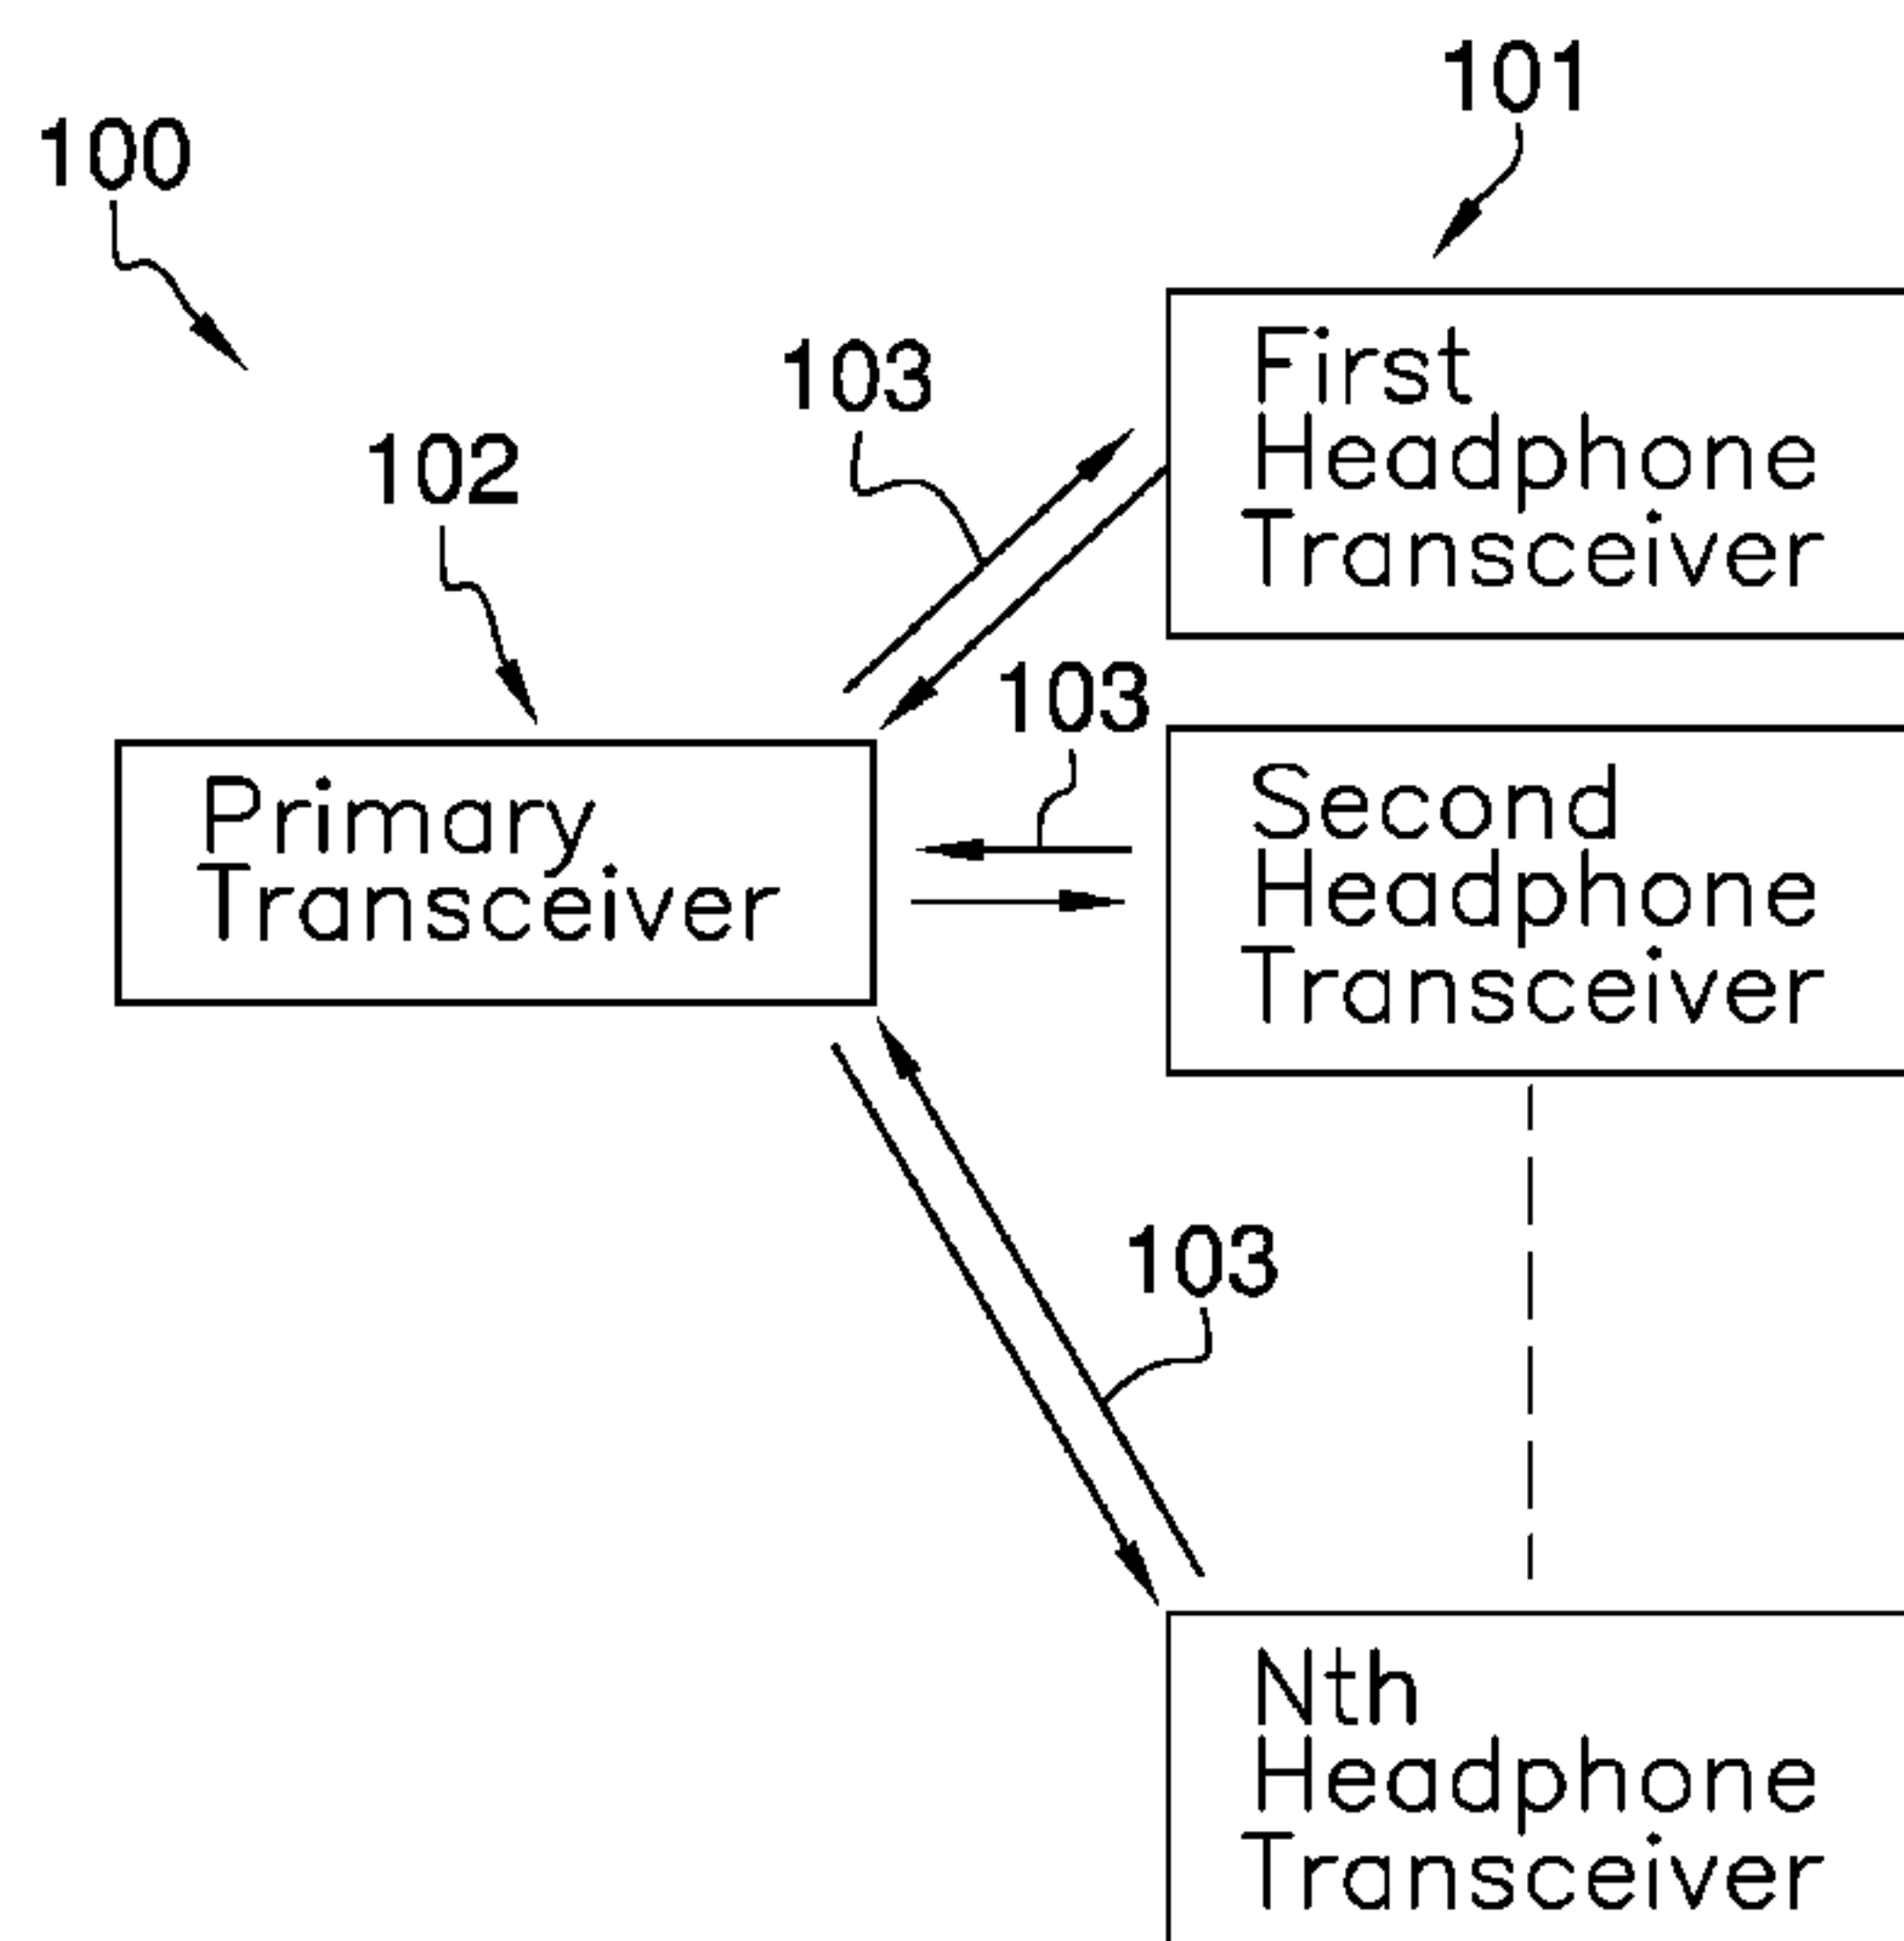 101
100
103
First
Headphone
Transceiver
102
103
Primary
Transceiver
Second
Headphone
Transceiver
103
Nth
Headphone
Transceiver